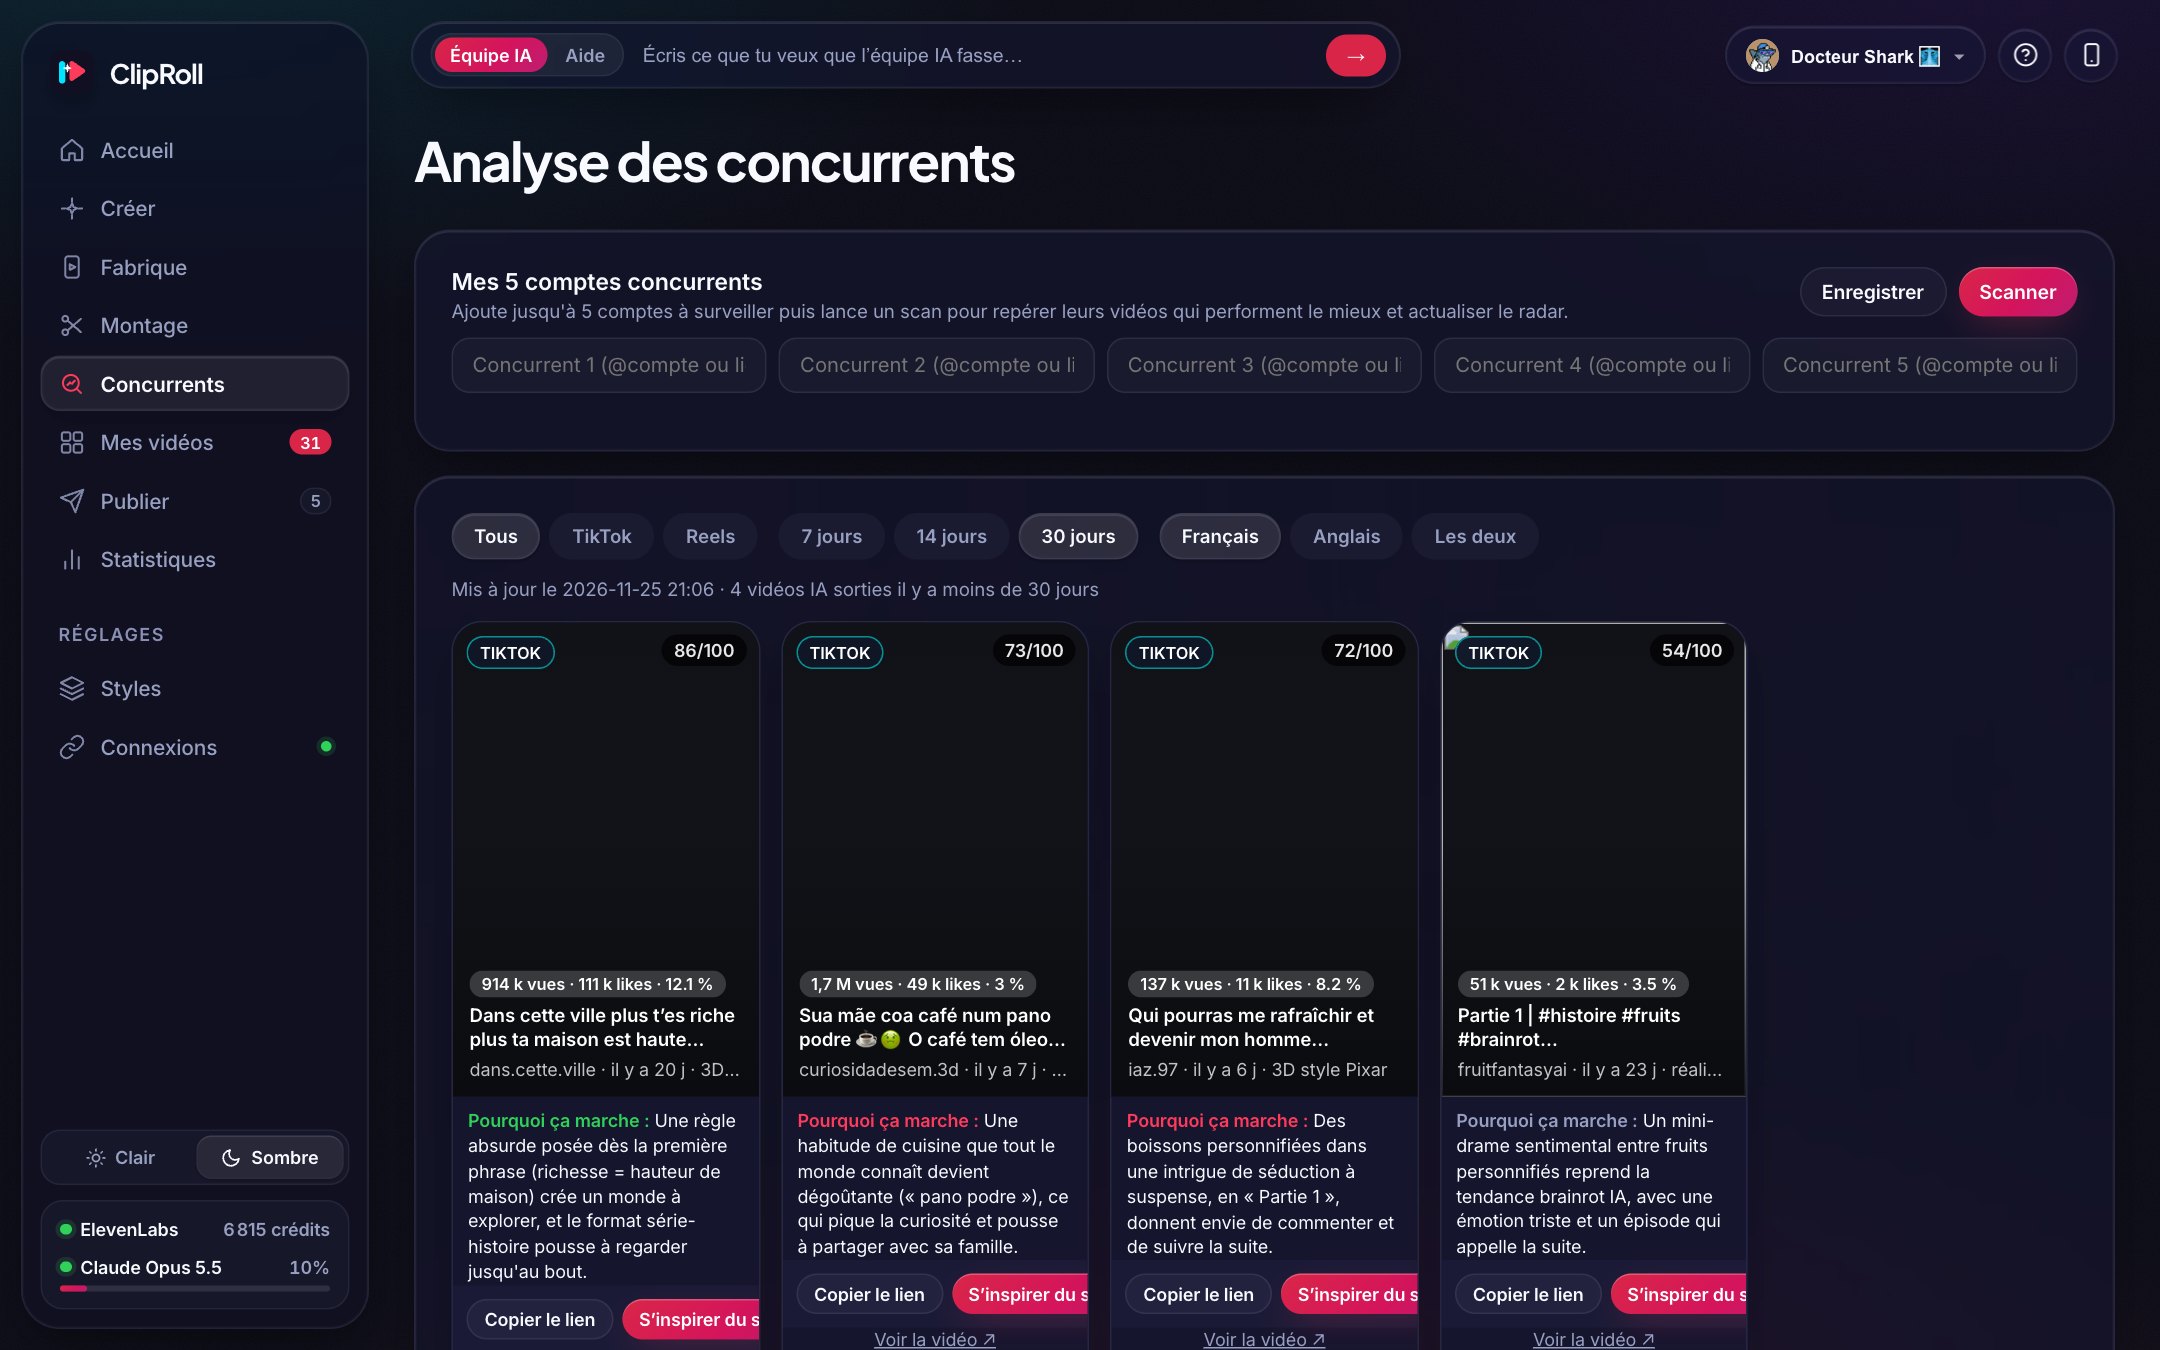 ClipRoll
Accueil
Créer
Fabrique
Montage
Concurrents
Mes vidéos 31
Publier 5
Statistiques
RÉGLAGES
Styles
Connexions
Clair Sombre
ElevenLabs 6 815 crédits
Claude Opus 5.5 10%
Équipe IA Aide Écris ce que tu veux que l’équipe IA fasse… →
Docteur Shark 🩻
Analyse des concurrents
Mes 5 comptes concurrents
Ajoute jusqu'à 5 comptes à surveiller puis lance un scan pour repérer leurs vidéos qui performent le mieux et actualiser le radar.
Enregistrer Scanner
Concurrent 1 (@compte ou li Concurrent 2 (@compte ou li Concurrent 3 (@compte ou li Concurrent 4 (@compte ou li Concurrent 5 (@compte ou li
Tous TikTok Reels 7 jours 14 jours 30 jours Français Anglais Les deux
Mis à jour le 2026-11-25 21:06 · 4 vidéos IA sorties il y a moins de 30 jours
TIKTOK 86/100
914 k vues · 111 k likes · 12.1 %
Dans cette ville plus t’es riche
plus ta maison est haute…
dans.cette.ville · il y a 20 j · 3D…
Pourquoi ça marche : Une règle
absurde posée dès la première
phrase (richesse = hauteur de
maison) crée un monde à
explorer, et le format série-
histoire pousse à regarder
jusqu'au bout.
Copier le lien S’inspirer du s
TIKTOK 73/100
1,7 M vues · 49 k likes · 3 %
Sua mãe coa café num pano
podre ☕🤢 O café tem óleo…
curiosidadesem.3d · il y a 7 j · …
Pourquoi ça marche : Une
habitude de cuisine que tout le
monde connaît devient
dégoûtante (« pano podre »), ce
qui pique la curiosité et pousse
à partager avec sa famille.
Copier le lien S’inspirer du s
Voir la vidéo ↗
TIKTOK 72/100
137 k vues · 11 k likes · 8.2 %
Qui pourras me rafraîchir et
devenir mon homme…
iaz.97 · il y a 6 j · 3D style Pixar
Pourquoi ça marche : Des
boissons personnifiées dans
une intrigue de séduction à
suspense, en « Partie 1 »,
donnent envie de commenter et
de suivre la suite.
Copier le lien S’inspirer du s
Voir la vidéo ↗
TIKTOK 54/100
51 k vues · 2 k likes · 3.5 %
Partie 1 | #histoire #fruits
#brainrot…
fruitfantasyai · il y a 23 j · réali…
Pourquoi ça marche : Un mini-
drame sentimental entre fruits
personnifiés reprend la
tendance brainrot IA, avec une
émotion triste et un épisode qui
appelle la suite.
Copier le lien S’inspirer du s
Voir la vidéo ↗